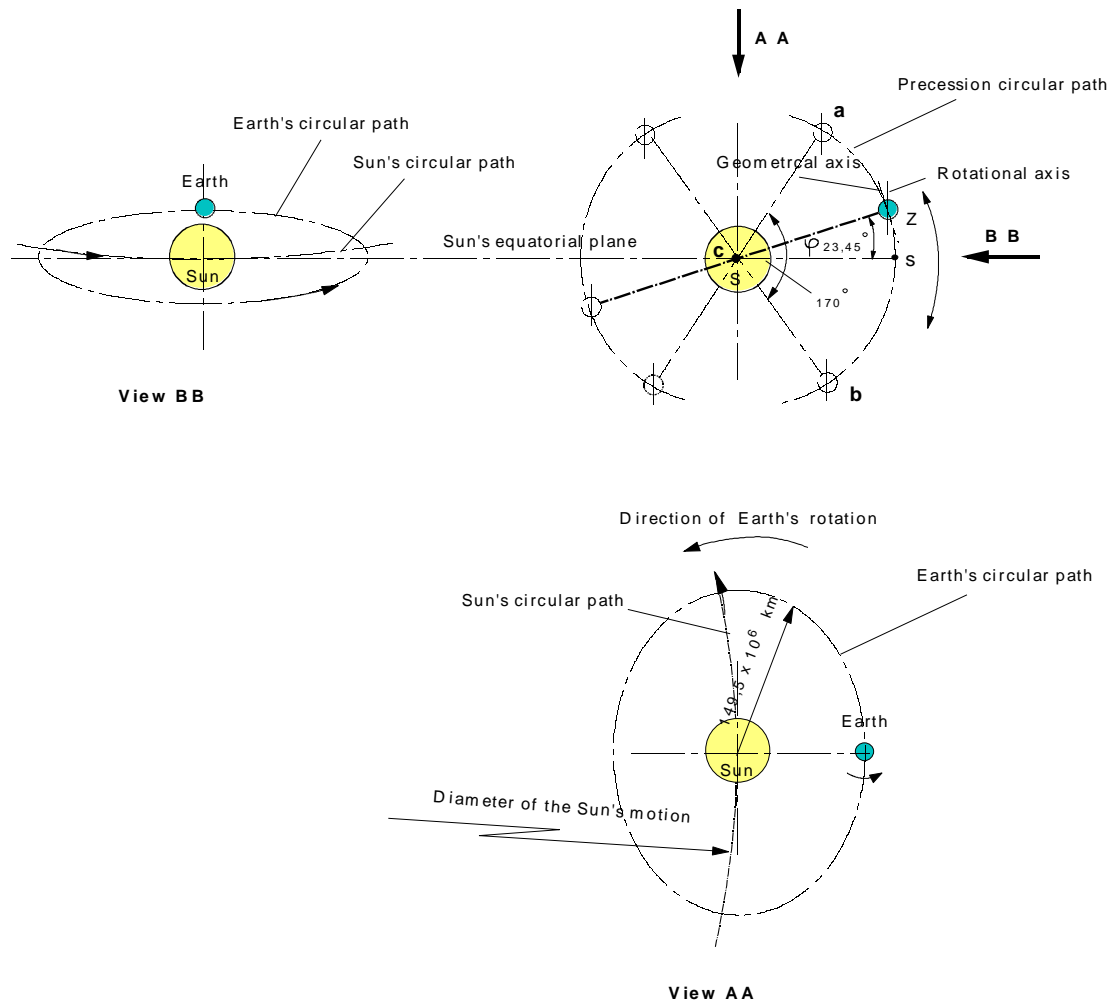 A A
Precession circular path
a
Earth's circular path
Sun's circular path
Geometrcal axis
Rotational axis
Earth
Z
Sun's equatorial plane
φ 23,45°
B B
c
s
S
Sun
170°
View BB
b
Direction of Earth's rotation
Earth's circular path
Sun's circular path
149,5 x 10⁶ km
Earth
Sun
Diameter of the Sun's motion
View AA